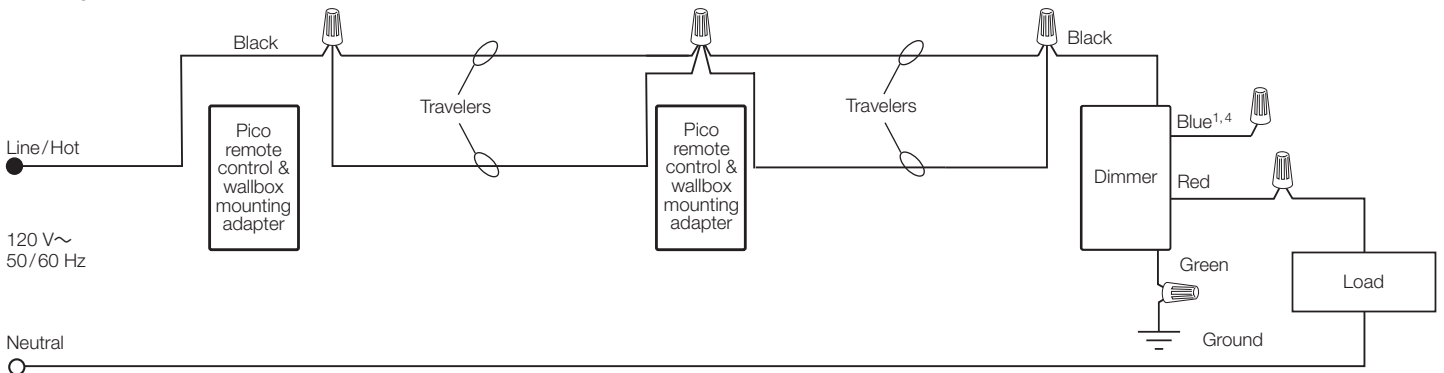 Black
Black
Travelers
Travelers
Line/Hot
Pico
remote
control &
wallbox
mounting
adapter
Pico
remote
control &
wallbox
mounting
adapter
Dimmer
Blue1, 4
Red
120 V~
50/60 Hz
Green
Load
Neutral
Ground